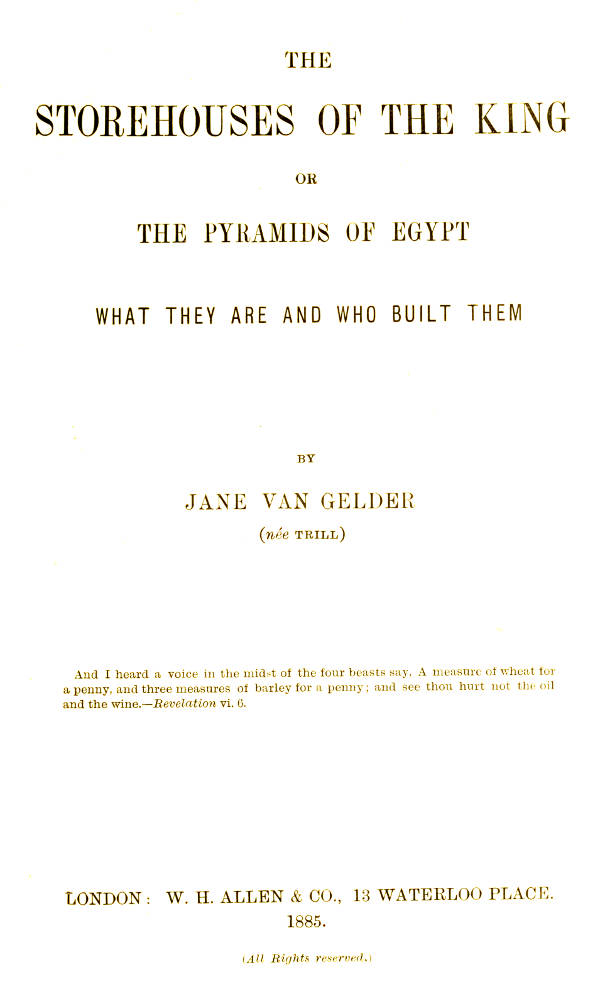 THE
STOREHOUSES OF THE KING
OR
THE PYRAMIDS OF EGYPT
WHAT THEY ARE AND WHO BUILT THEM
BY
JANE VAN GELDER
(née TRILL)
And I heard a voice in the midst of the four beasts say, A measure of wheat for
a penny, and three measures of barley for a penny; and see thou hurt not the oil
and the wine.—Revelation vi. 6.
LONDON: W. H. ALLEN & CO., 13 WATERLOO PLACE.
1885.
(All Rights reserved.)